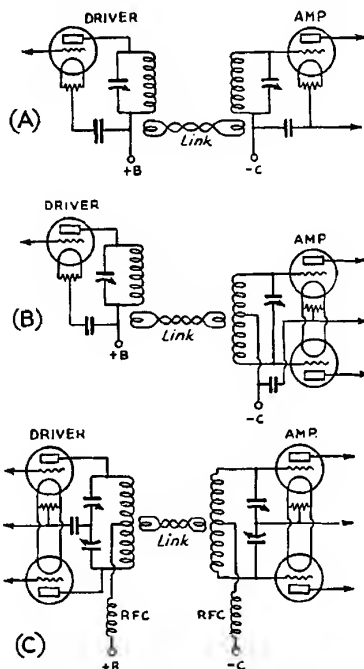 DRIVER AMP
(A)
Link
+B -C
DRIVER
AMP
(B)
Link
+B
-C
DRIVER AMP.
(C)
Link
RFC RFC
+B -C